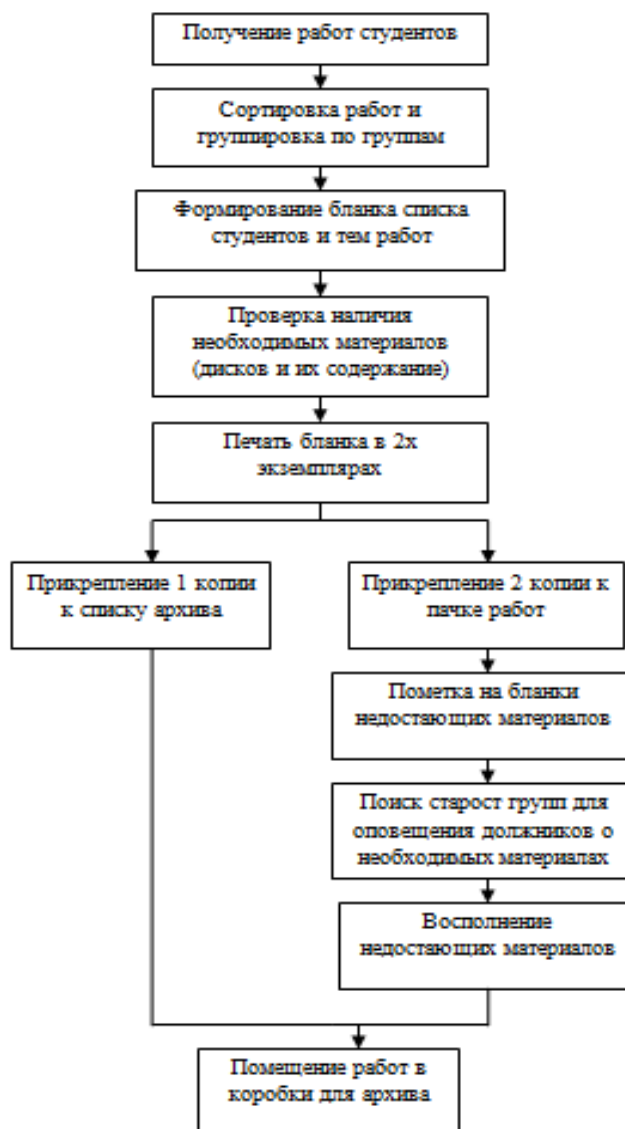 Получение работ студентов
Сортировка работ и
группировка по группам
Формирование бланка списка
студентов и тем работ
Проверка наличия
необходимых материалов
(дисков и их содержание)
Печать бланка в 2х
экземплярах
Прикрепление 1 копии
к списку архива
Прикрепление 2 копии к
пачке работ
Пометка на бланки
недостающих материалов
Поиск старост групп для
оповещения должников о
необходимых материалах
Восполнение
недостающих материалов
Помещение работ в
коробки для архива